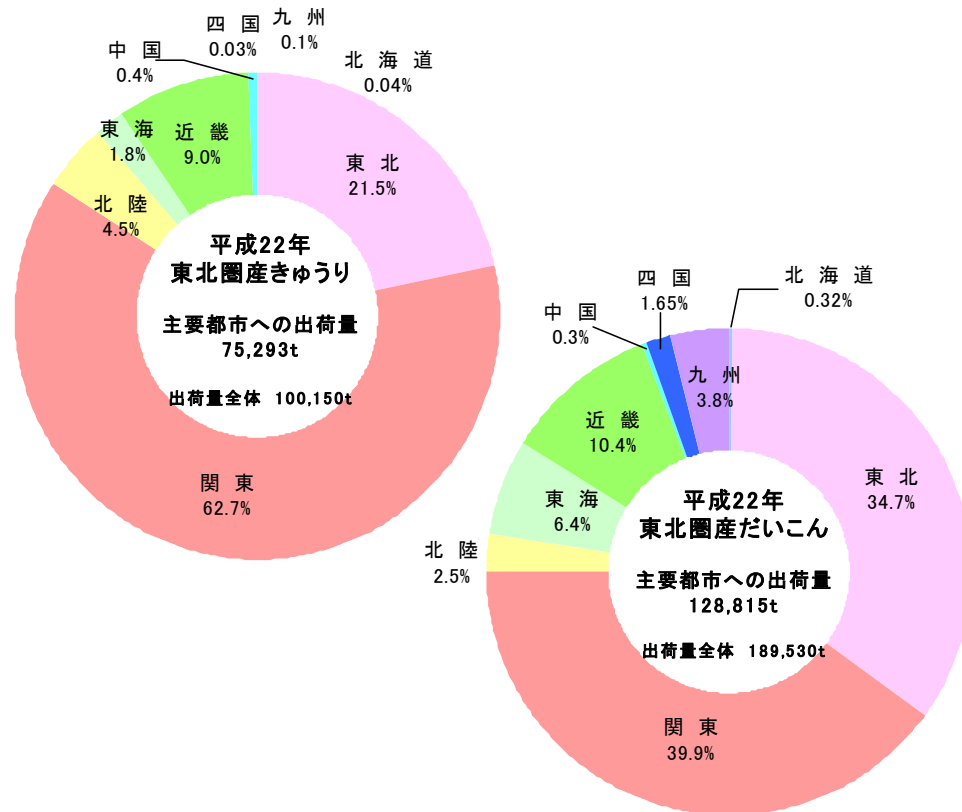 四国
0.03%
九州
0.1%
中国
0.4%
北海道
0.04%
東海
1.8%
近畿
9.0%
東北
21.5%
北陸
4.5%
平成22年
東北圏産きゅうり
主要都市への出荷量
75,293t
出荷量全体 100,150t
関東
62.7%
四国
1.65%
北海道
0.32%
中国
0.3%
九州
3.8%
近畿
10.4%
東北
34.7%
東海
6.4%
北陸
2.5%
平成22年
東北圏産だいこん
主要都市への出荷量
128,815t
出荷量全体 189,530t
関東
39.9%